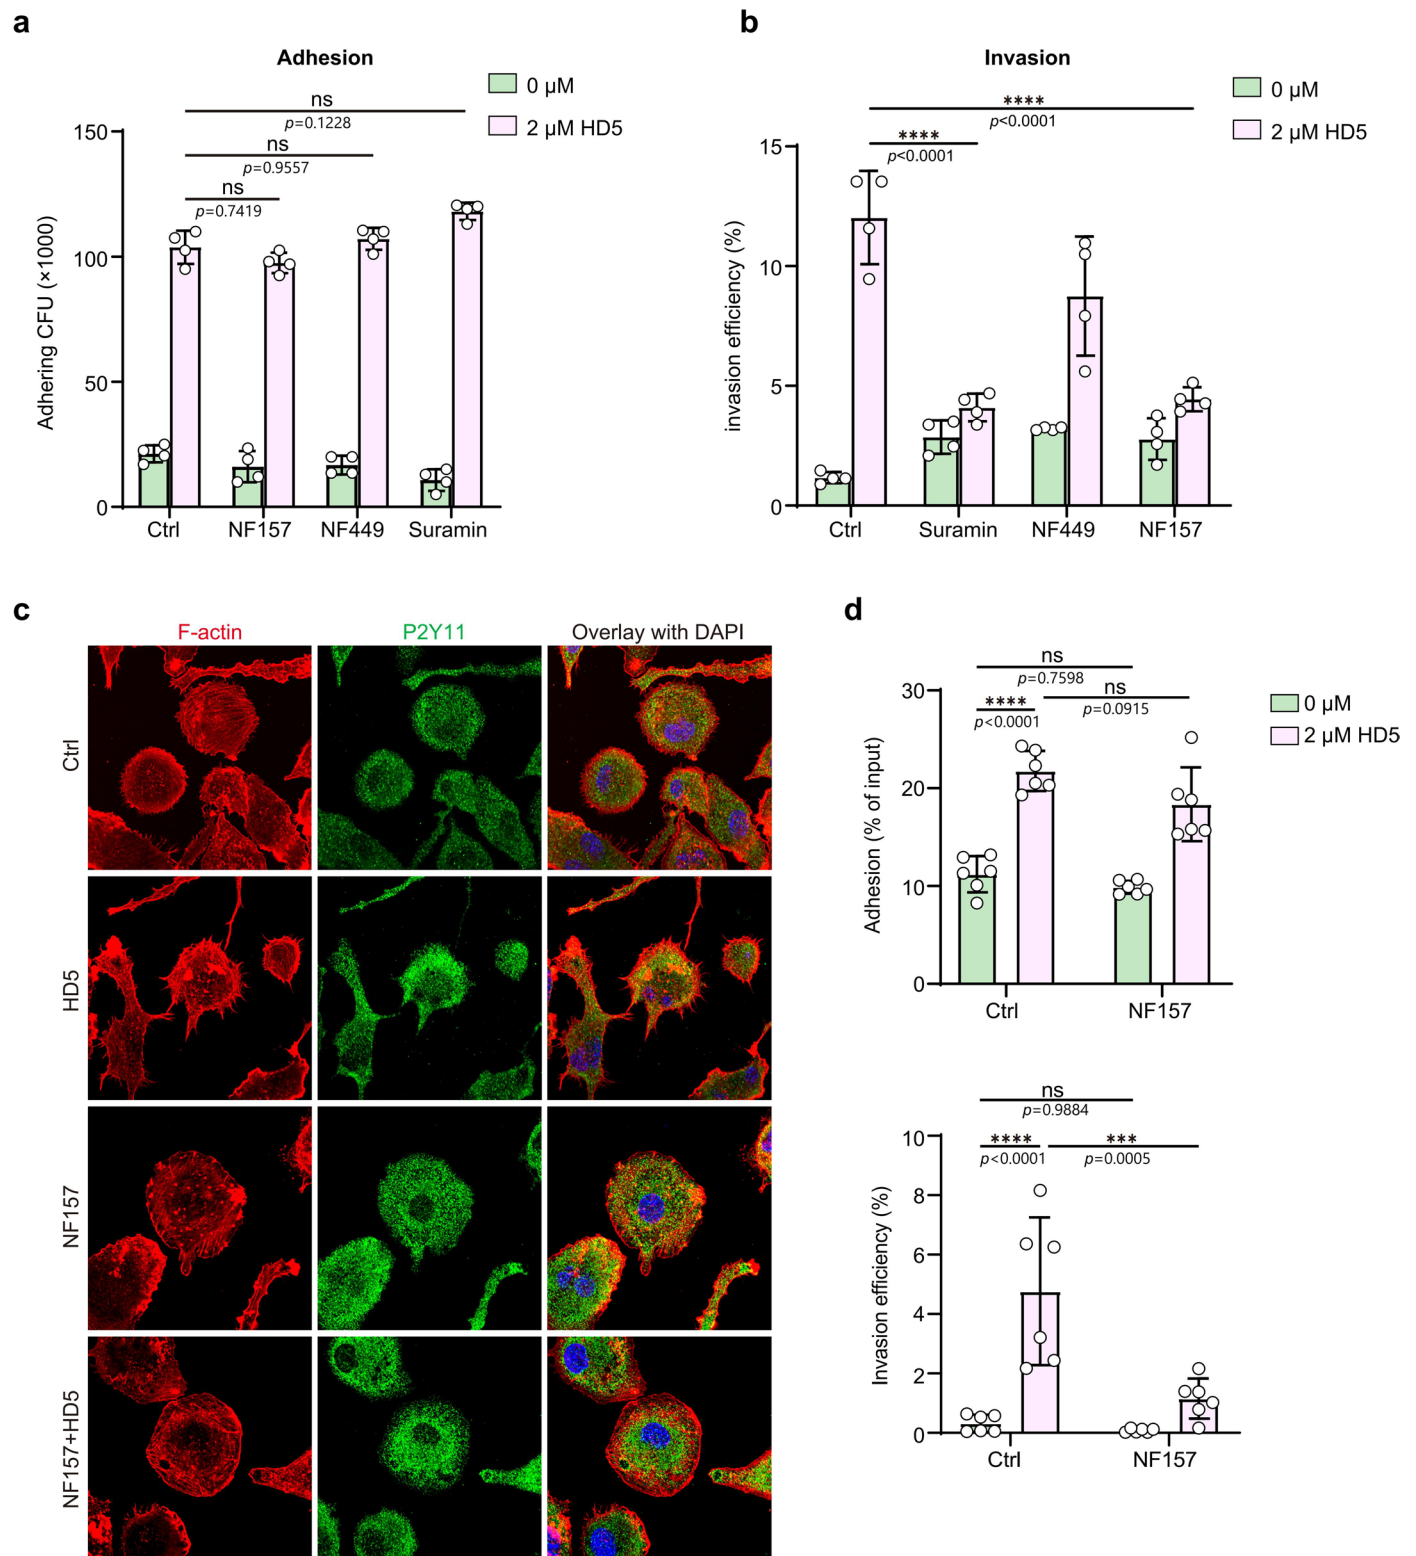 a
Adhesion
0 µM
2 µM HD5
ns
p=0.1228
ns
p=0.9557
ns
p=0.7419
Adhering CFU (×1000)
150
100
50
0
Ctrl NF157 NF449 Suramin
b
Invasion
0 µM
2 µM HD5
****
p<0.0001
****
p<0.0001
invasion efficiency (%)
15
10
5
0
Ctrl Suramin NF449 NF157
c
F-actin P2Y11 Overlay with DAPI
Ctrl
HD5
NF157
NF157+HD5
d
0 µM
2 µM HD5
ns
p=0.7598
ns
p=0.0915
****
p<0.0001
Adhesion (% of input)
30
20
10
0
Ctrl NF157
ns
p=0.9884
****
p<0.0001
***
p=0.0005
Invasion efficiency (%)
10
8
6
4
2
0
Ctrl NF157